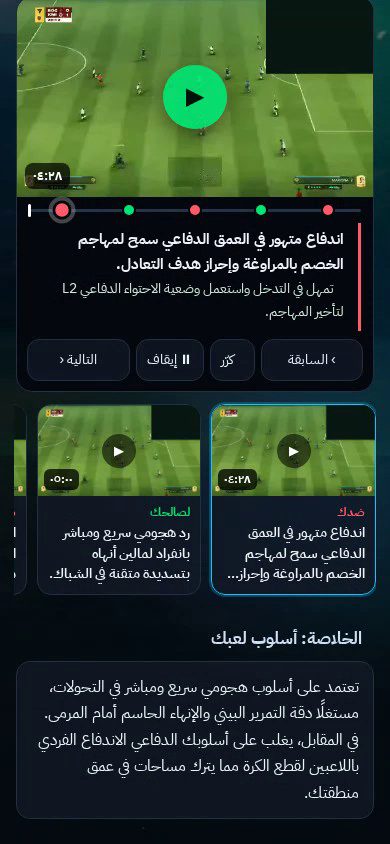 ٠٤:٢٨
اندفاع متهور في العمق الدفاعي سمح لمهاجم
الخصم بالمراوغة وإحراز هدف التعادل.
تمهل في التدخل واستعمل وضعية الاحتواء الدفاعي L2
لتأخير المهاجم.
‹ السابقة
كرّر
⏸ إيقاف
التالية ›
٠٤:٢٨
٠٥:٠٠
ضدك
لصالحك
اندفاع متهور في العمق
الدفاعي سمح لمهاجم
الخصم بالمراوغة وإحراز...
رد هجومي سريع ومباشر
بانفراد لمالين أنهاه
بتسديدة متقنة في الشباك.
الخلاصة: أسلوب لعبك
تعتمد على أسلوب هجومي سريع ومباشر في التحولات،
مستغلًا دقة التمرير البيني والإنهاء الحاسم أمام المرمى.
في المقابل، يغلب على أسلوبك الدفاعي الاندفاع الفردي
باللاعبين لقطع الكرة مما يترك مساحات في عمق
منطقتك.